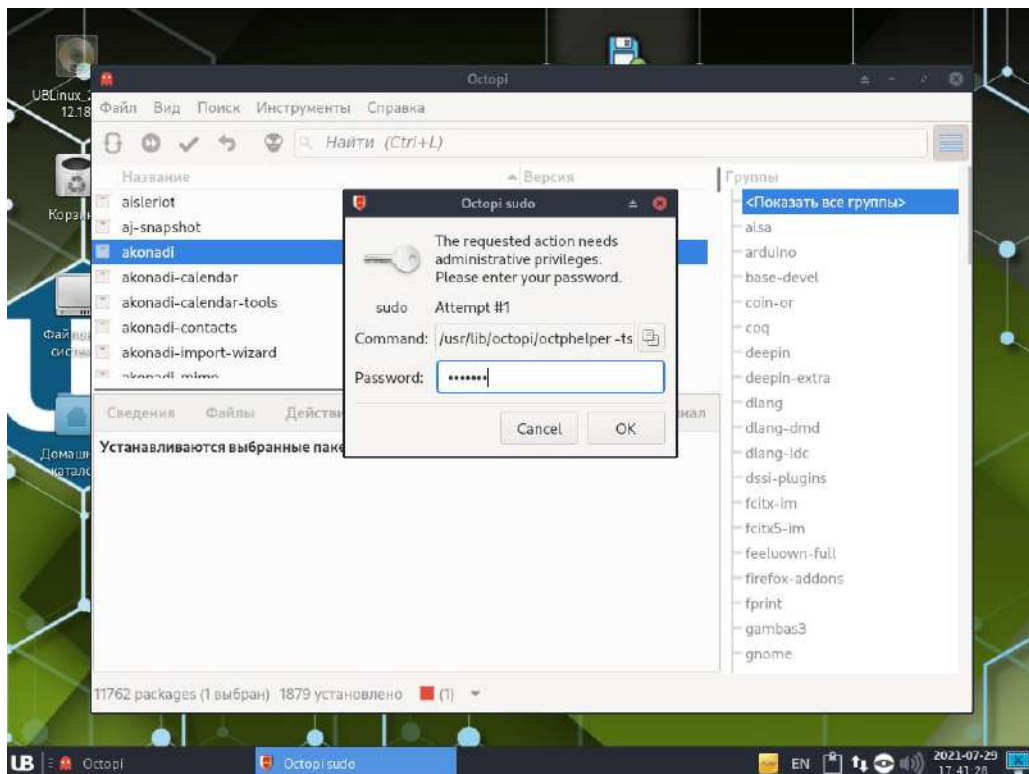 Octopi
UBLinux_2
12.18
Файл Вид Поиск Инструменты Справка
Найти (Ctrl+L)
Название Версия Группы
aisleriot
aj-snapshot
akonadi
akonadi-calendar
akonadi-calendar-tools
akonadi-contacts
akonadi-import-wizard
akonadi-mime
Octopi sudo
The requested action needs
administrative privileges.
Please enter your password.
sudo Attempt #1
Command: /usr/lib/octopi/octphelper -ts
Password: •••••••
Cancel OK
<Показать все группы>
alsa
arduino
base-devel
coin-or
coq
deepin
deepin-extra
dlang
dlang-dmd
dlang-ldc
dssi-plugins
fcitx-im
fcitx5-im
feeluown-full
firefox-addons
fprint
gambas3
gnome
Сведения Файлы
Устанавливаются выбранные
11762 packages (1 выбран) 1879 установлено (1)
UB Octopi Octopi sudo EN 2021-07-29
17:41:28